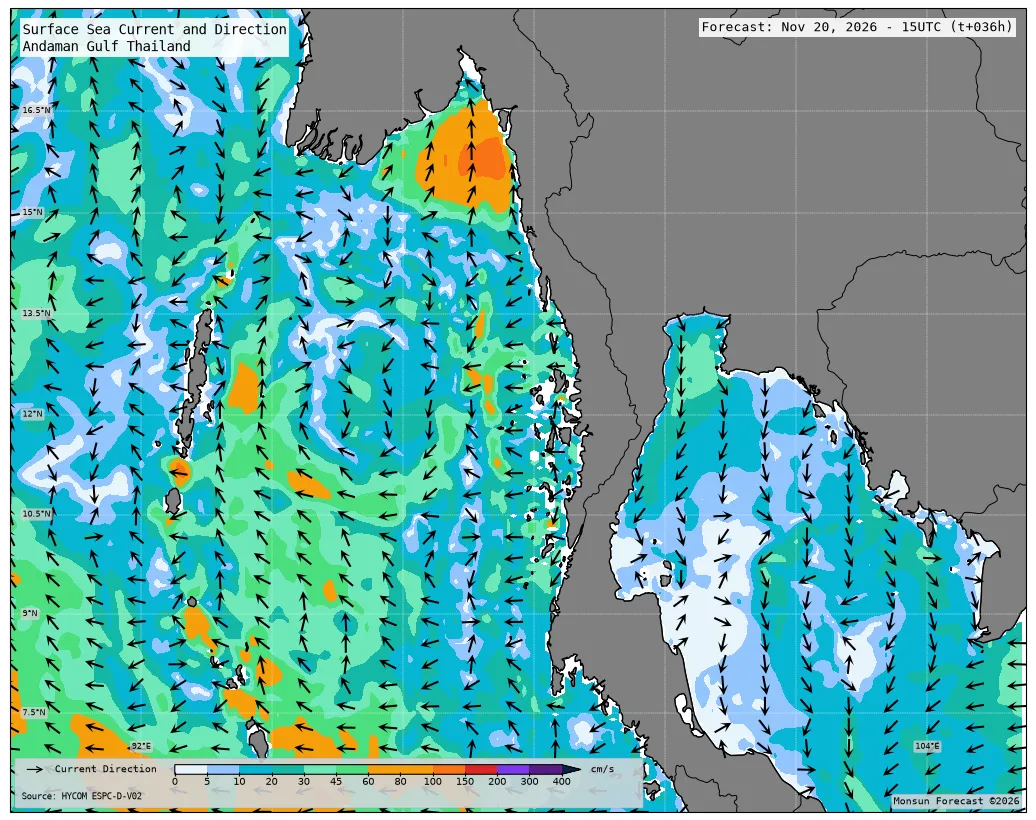 Surface Sea Current and Direction
Andaman Gulf Thailand
Forecast: Nov 20, 2026 - 15UTC (t+036h)
16.5°N
15°N
13.5°N
12°N
10.5°N
9°N
7.5°N
92°E
104°E
Current Direction
cm/s
0 5 10 20 30 45 60 80 100 150 200 300 400
Source: HYCOM ESPC-D-V02
Monsun Forecast ©2026